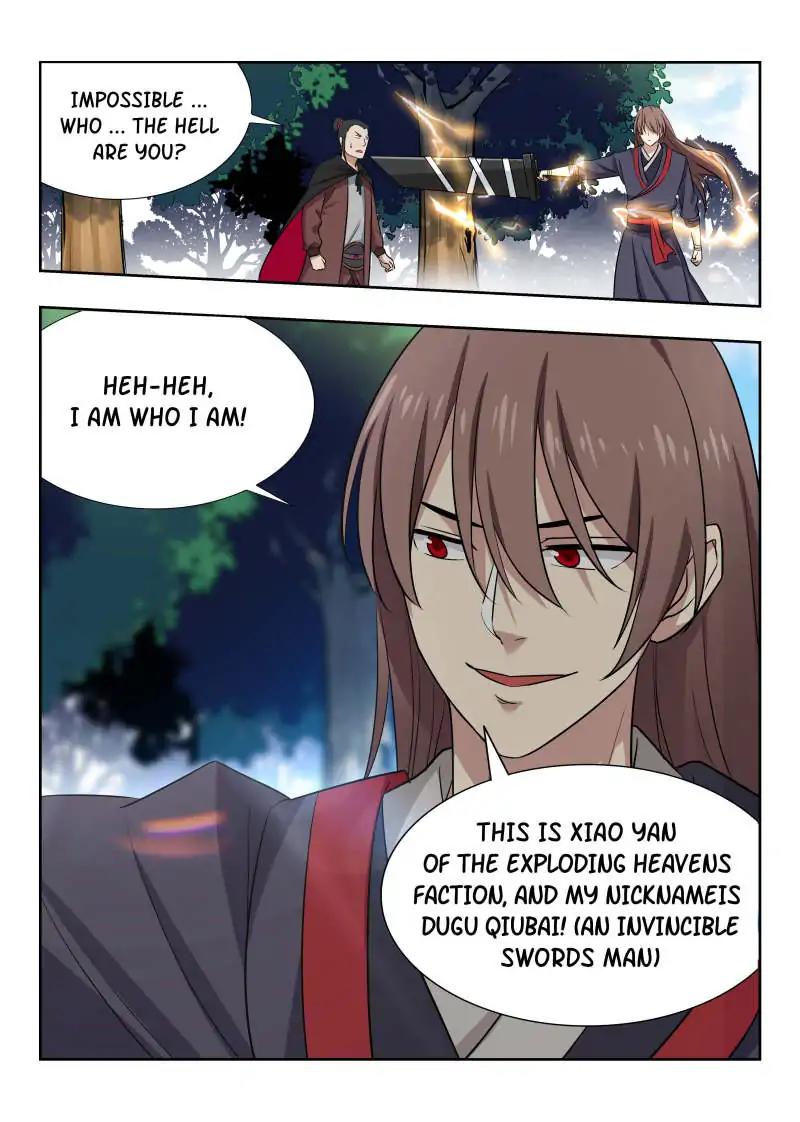 IMPOSSIBLE ...
WHO ... THE HELL
ARE YOU?
HEH-HEH,
I AM WHO I AM!
THIS IS XIAO YAN
OF THE EXPLODING HEAVENS
FACTION, AND MY NICKNAMEIS
DUGU QIUBAI! (AN INVINCIBLE
SWORDS MAN)